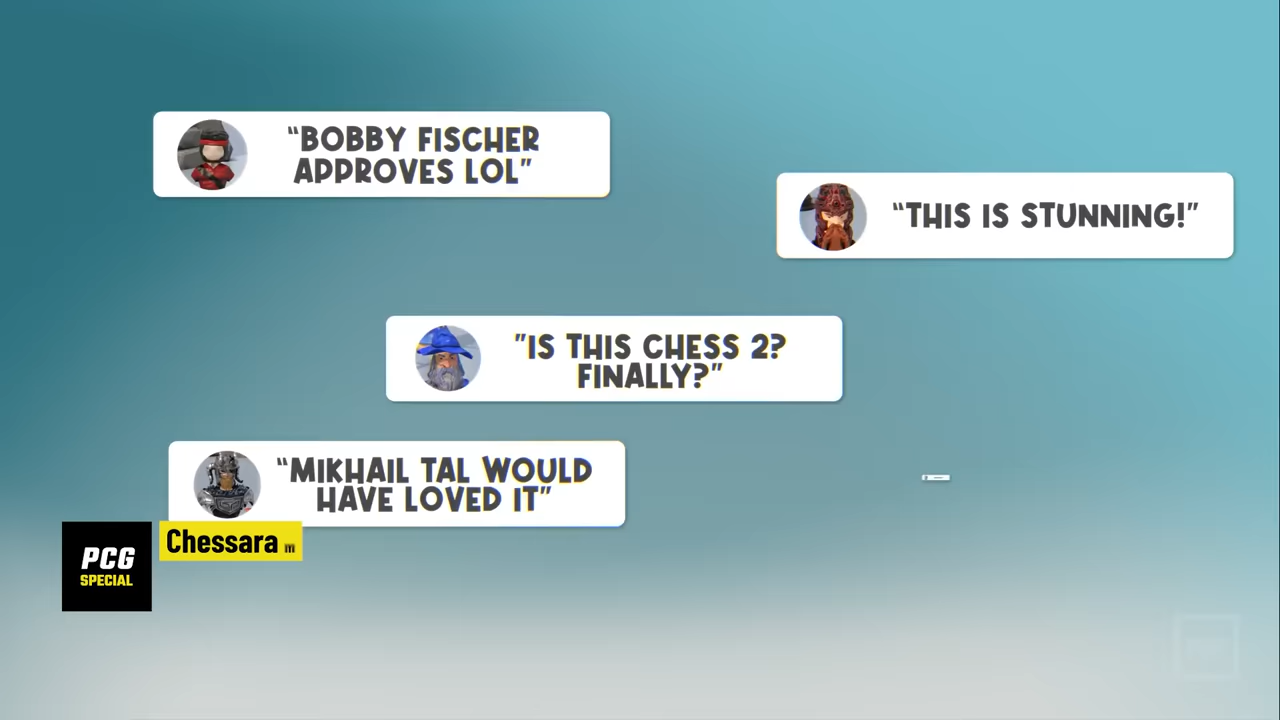 “BOBBY FISCHER
APPROVES LOL”
“THIS IS STUNNING!”
"IS THIS CHESS 2?
FINALLY?"
“MIKHAIL TAL WOULD
HAVE LOVED IT”
PCG
SPECIAL
Chessara